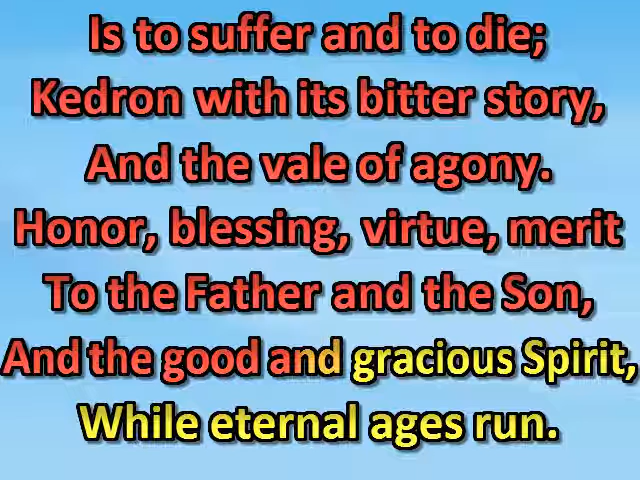 Is to suffer and to die;
Kedron with its bitter story,
And the vale of agony.
Honor, blessing, virtue, merit
To the Father and the Son,
And the good and gracious Spirit,
While eternal ages run.